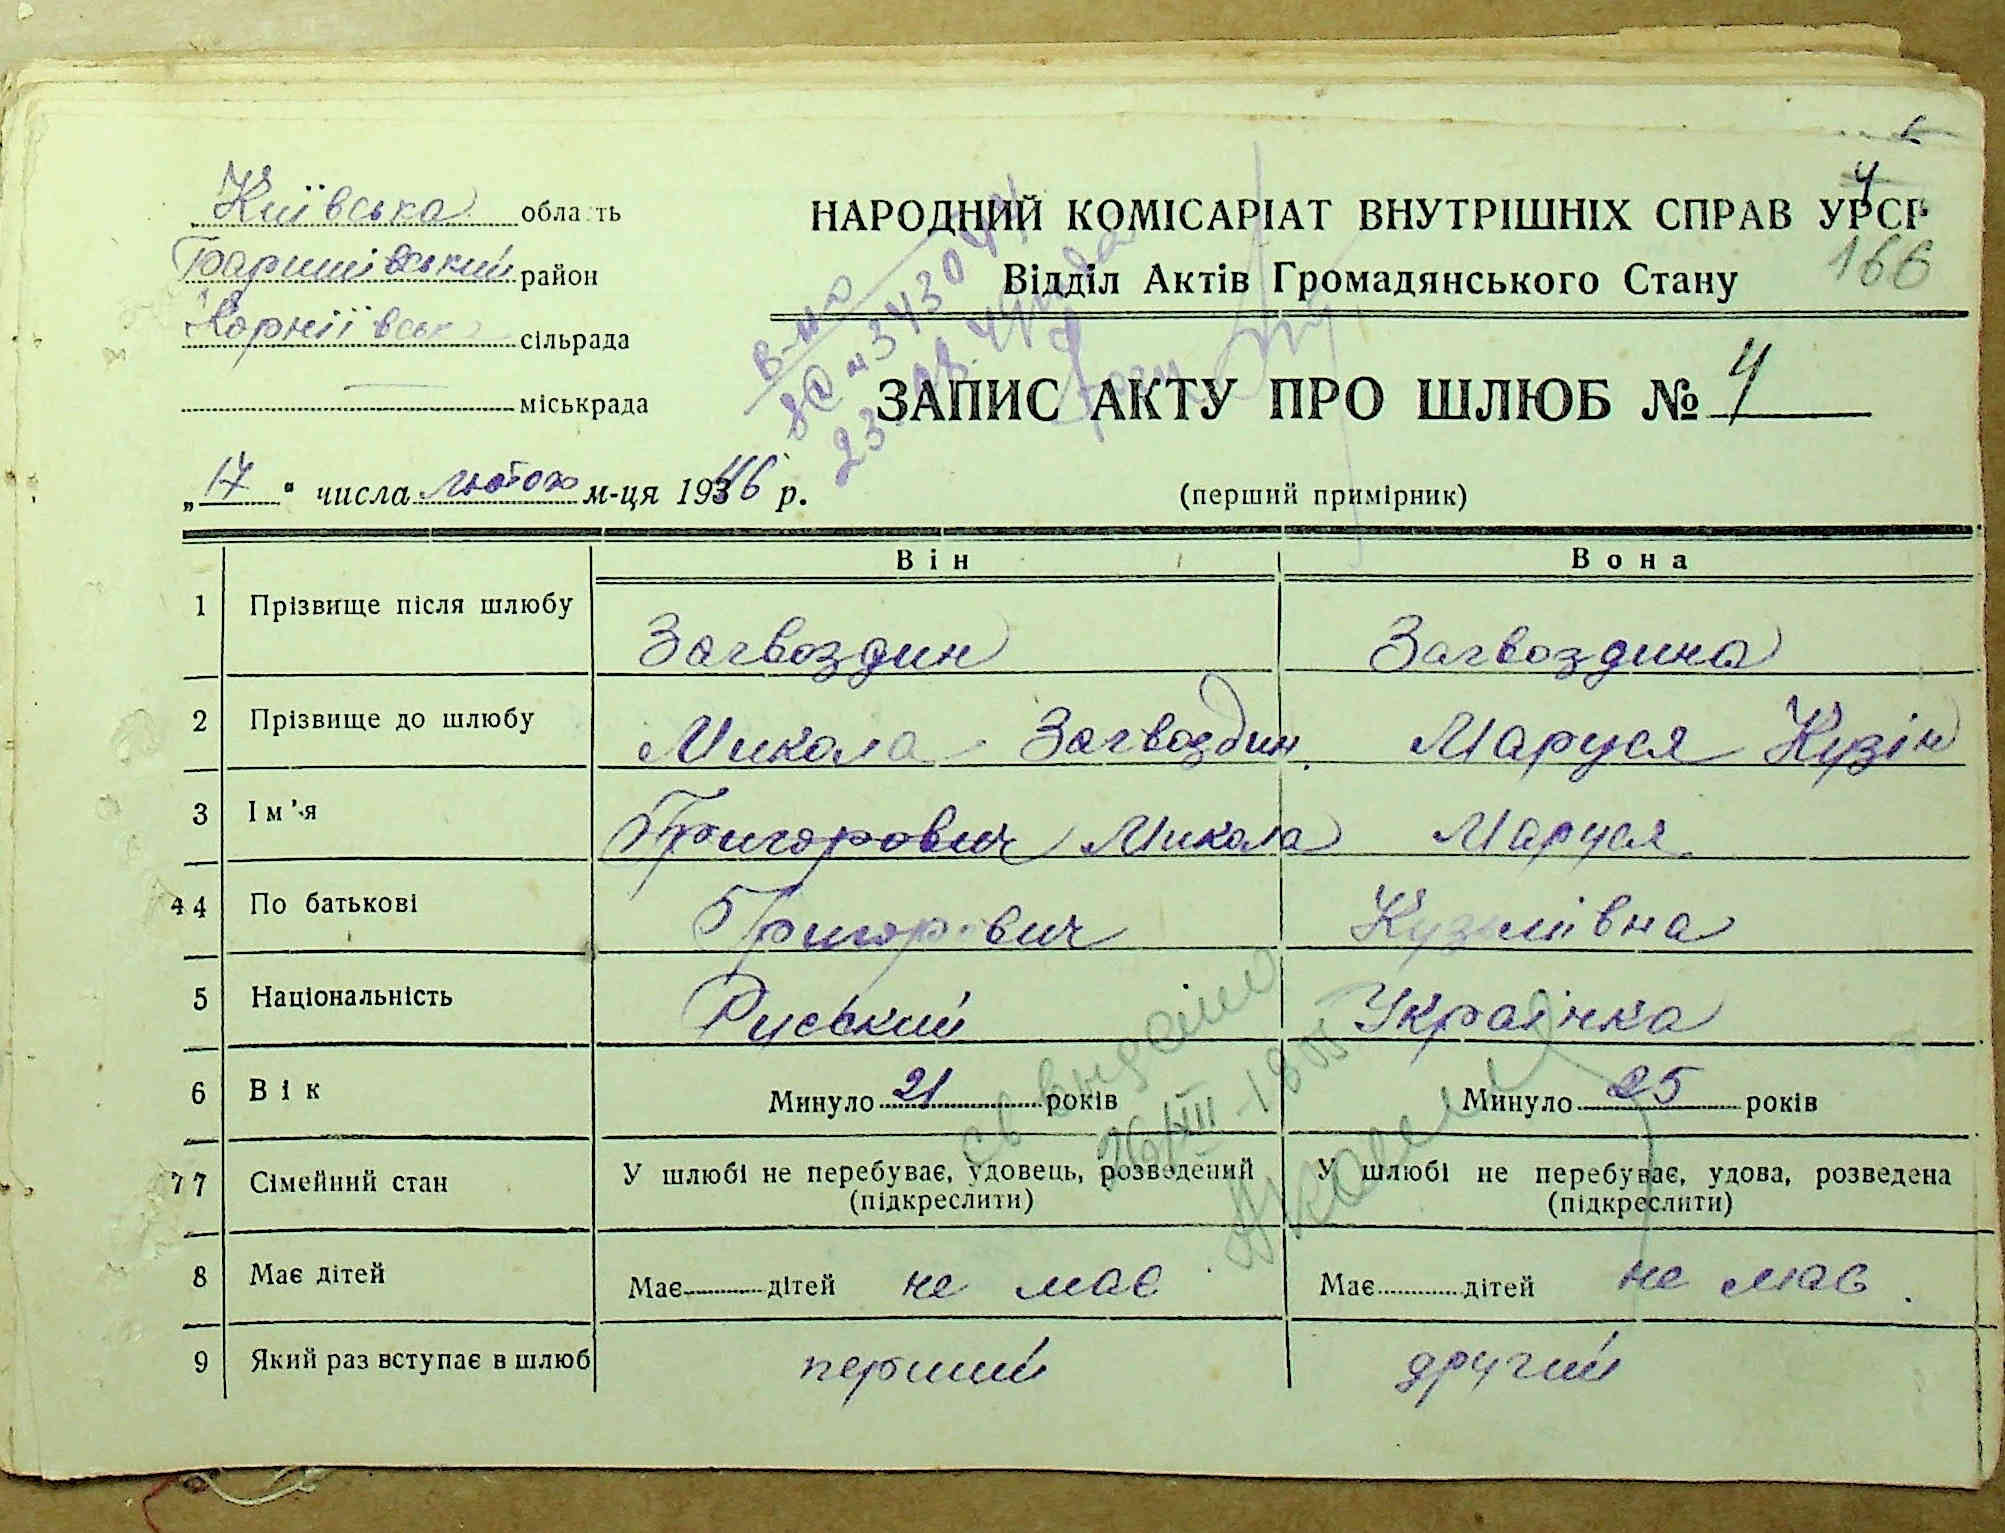 4
Київська область
Баришівський район
Корніївськ сільрада
міськрада
НАРОДНИЙ КОМІСАРІАТ ВНУТРІШНІХ СПРАВ УРСР
Відділ Актів Громадянського Стану
166
ЗАПИС АКТУ ПРО ШЛЮБ № 4
„17“ числа лютого м-ця 1946 р.
(перший примірник)
Він Вона
1 Прізвище після шлюбу Загвоздин Загвоздина
2 Прізвище до шлюбу Микола Загвоздин. Маруся Кузін
3 Ім'я Григорович Микола Маруся
44 По батькові Григорович Кузьмівна
5 Національність Руський Українка
6 Вік Минуло 21 років Минуло 25 років
77 Сімейний стан У шлюбі не перебуває, удовець, розведений У шлюбі не перебуває, удова, розведена
(підкреслити) (підкреслити)
8 Має дітей Має дітей не має Має дітей не має.
9 Який раз вступає в шлюб перший другий